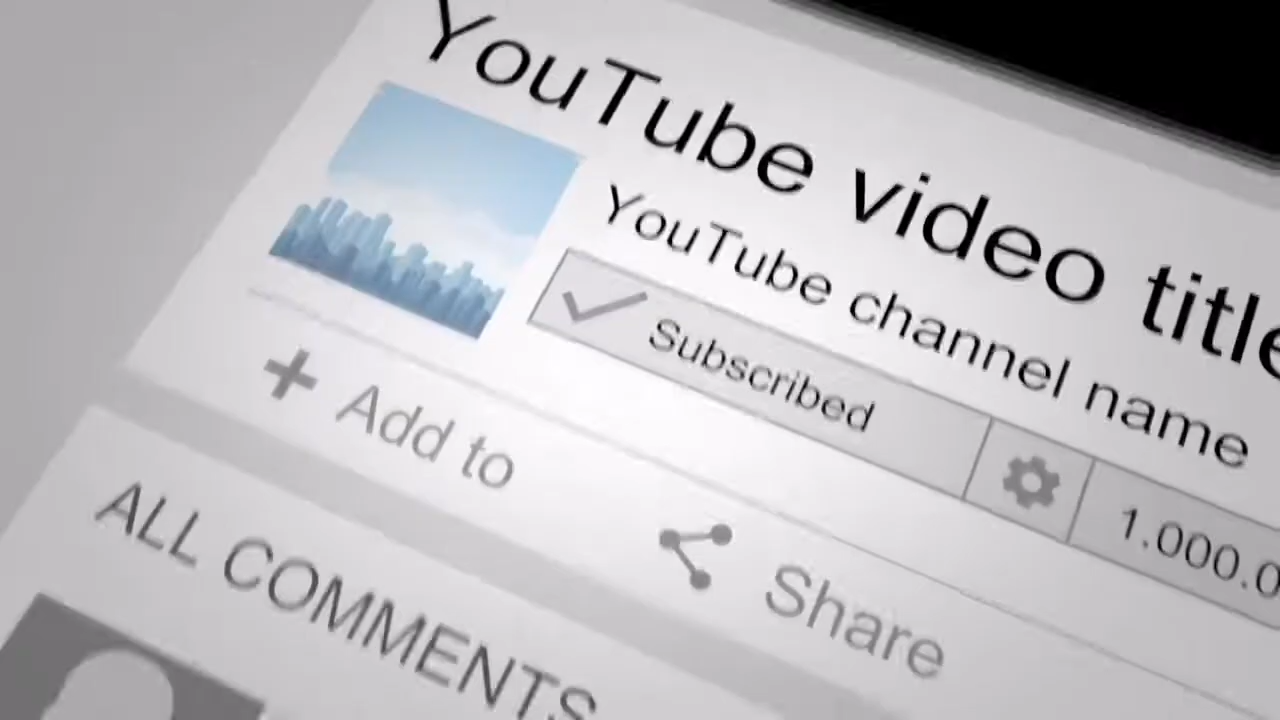 YouTube video title
YouTube channel name
Subscribed
1.000.0
Add to
Share
ALL COMMENTS